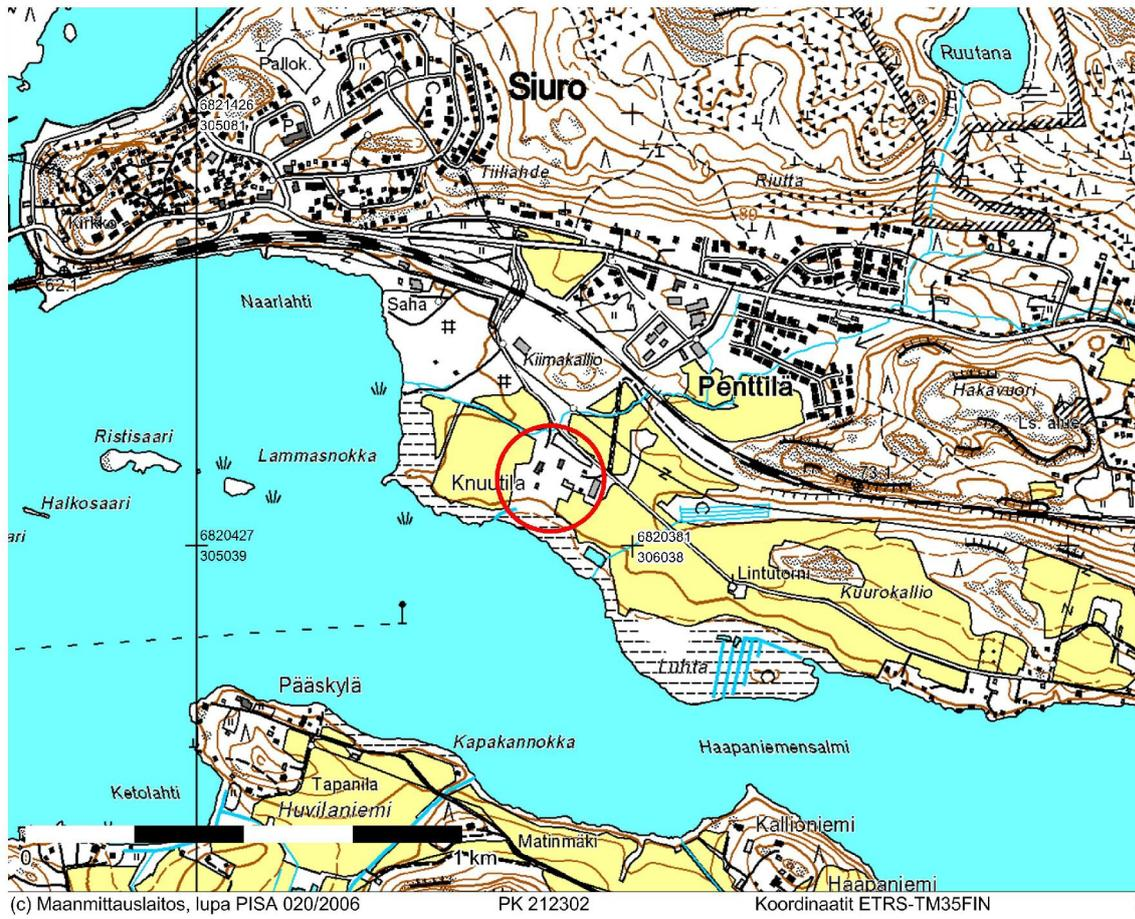 Ruutana
Pallok.
Siuro
6821426
305081
P
Tiiliahde
Riutta
80
Kirkko
62.1
Naarlahti
Saha
Kiimakallio
Penttilä
Hakavuori
Ls. alue
Ristisaari
Lammasnokka
Knuutila
73.1
Halkosaari
ari
6820427
305039
6820381
306038
Lintutorni
Kuurokallio
Luhta
Pääskylä
Kapakannokka
Haapaniemensalmi
Ketolahti
Tapanila
Huvilaniemi
Matinmäki
Kallioniemi
0
1 km
Haapaniemi
(c) Maanmittauslaitos, lupa PISA 020/2006 PK 212302 Koordinaatit ETRS-TM35FIN